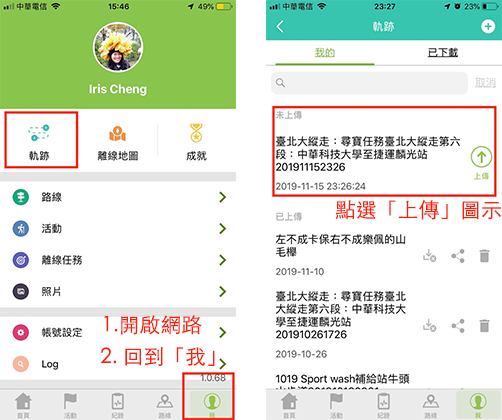 中華電信
15:46
49%
Iris Cheng
軌跡
離線地圖
成就
路線
活動
離線任務
照片
帳號設定
Log
1.0.68
1.開啟網路
2. 回到「我」
首頁
活動
紀錄
路線
我
中華電信
23:27
23%
軌跡
我的
已下載
取消
未上傳
臺北大縱走：尋寶任務臺北大縱走第六
段：中華科技大學至捷運麟光站
201911152326
2019-11-15 23:26:24
上傳
點選「上傳」圖示
已上傳
左不成卡保右不成樂佩的山
毛櫸
2019-11-10
臺北大縱走：尋寶任務臺北
大縱走第六段：中華科技大
學至捷運麟光站
201910261726
2019-10-26
1019 Sport wash補給站牛頭
首頁
活動
紀錄
路線
我